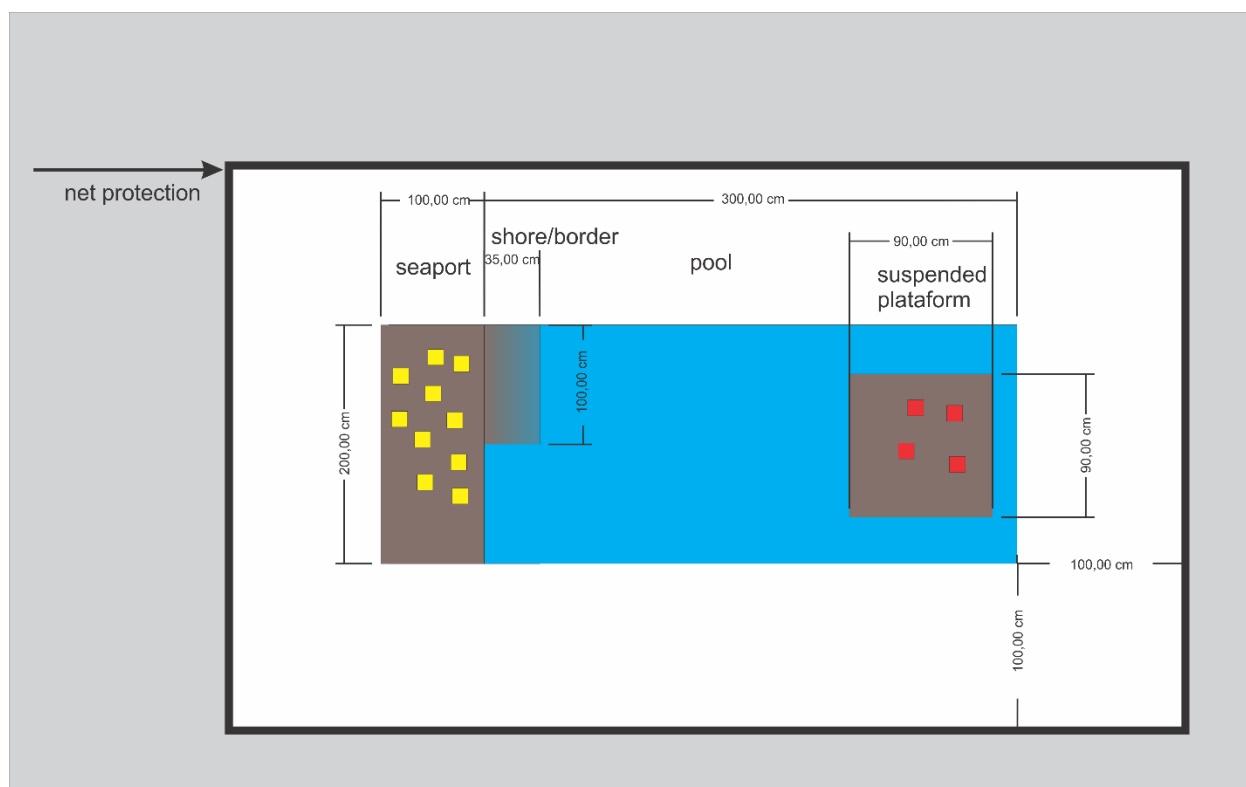 net protection
100,00 cm
300,00 cm
shore/border
90,00 cm
seaport
35,00 cm
pool
suspended
plataform
200,00 cm
100,00 cm
90,00 cm
100,00 cm
100,00 cm